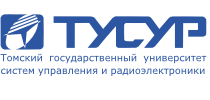 ТУСУР
Томский государственный университет
систем управления и радиоэлектроники